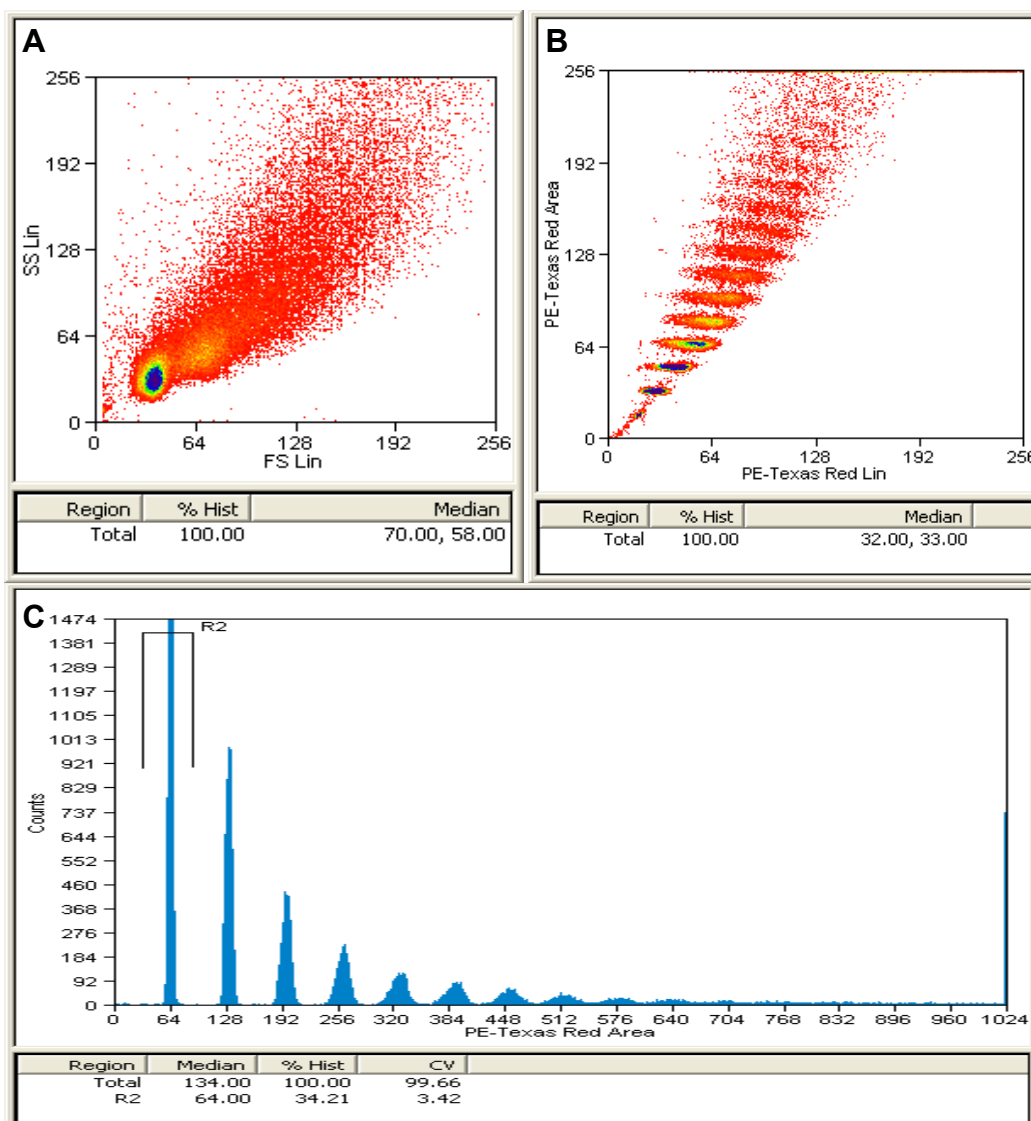 A
SS Lin
256
192
128
64
0
0 64 128 192 256
FS Lin
Region % Hist Median
Total 100.00 70.00, 58.00
B
PE-Texas Red Area
256
192
128
64
0
0 64 128 192 256
PE-Texas Red Lin
Region % Hist Median
Total 100.00 32.00, 33.00
C
R2
Counts
1474
1381
1289
1197
1105
1013
921
829
737
644
552
460
368
276
184
92
0
0 64 128 192 256 320 384 448 512 576 640 704 768 832 896 960 1024
PE-Texas Red Area
Region Median % Hist CV
Total 134.00 100.00 99.66
R2 64.00 34.21 3.42